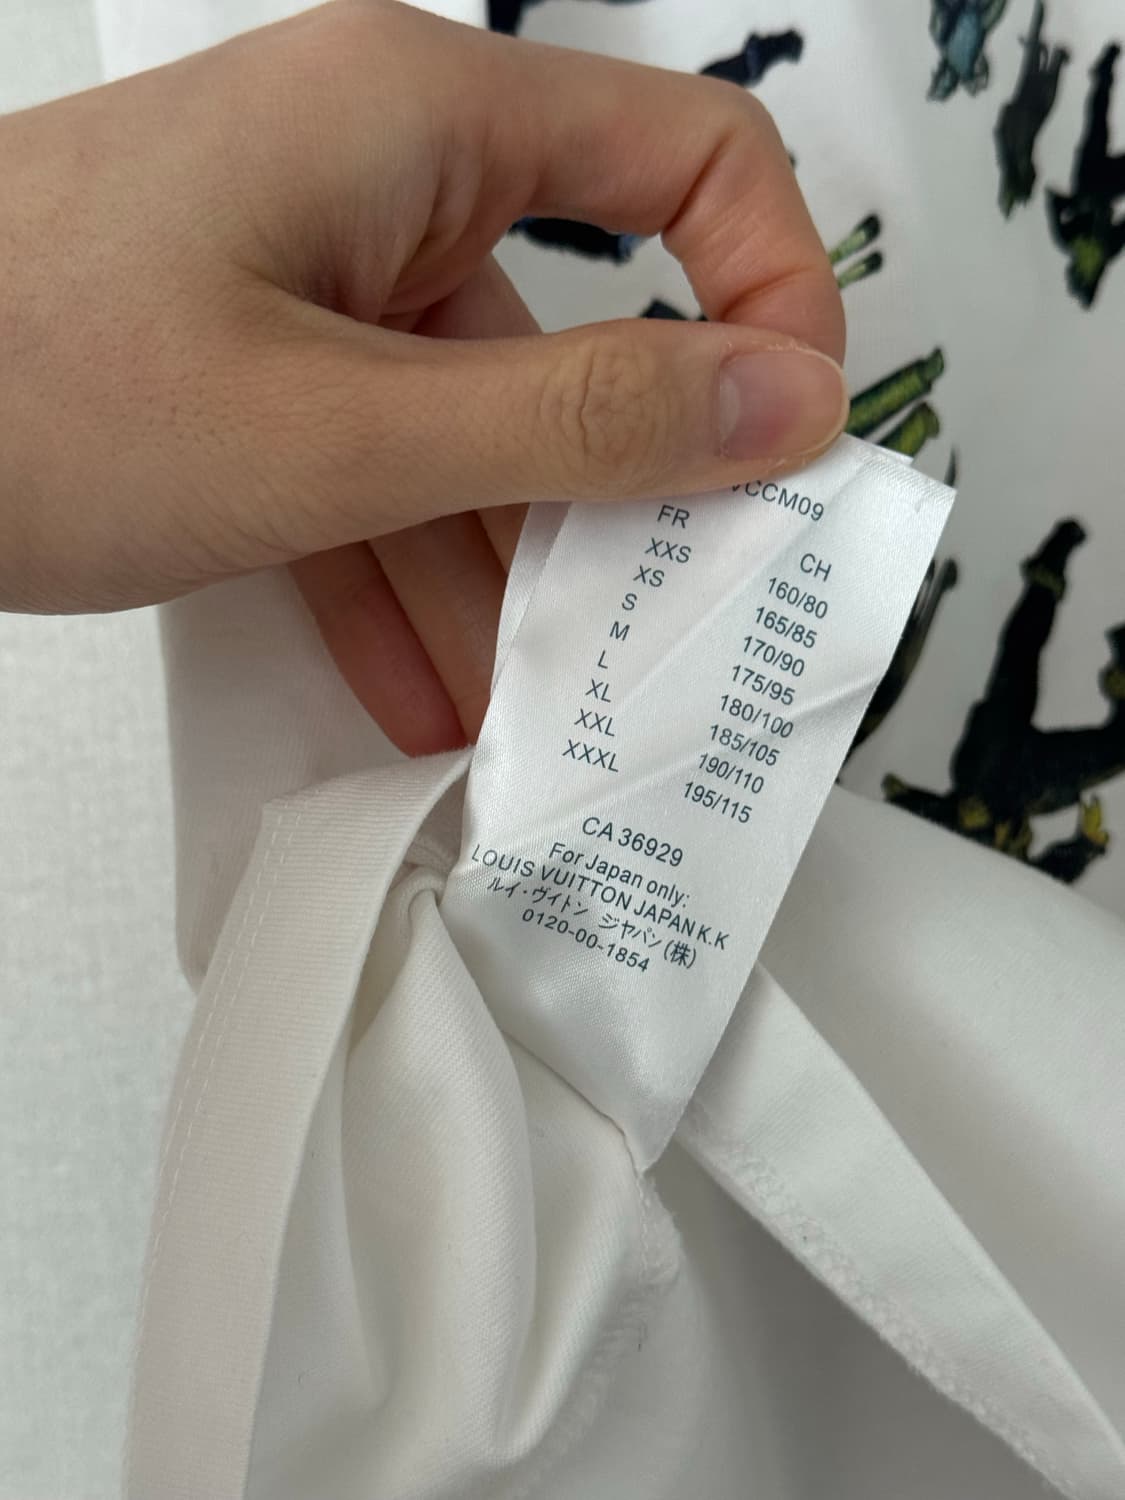 CCM09
FR CH
XXS 160/80
XS 165/85
S 170/90
M 175/95
L 180/100
XL 185/105
XXL 190/110
XXXL 195/115
CA 36929
For Japan only:
LOUIS VUITTON JAPAN K.K
ルイ・ヴィトン ジャパン (株)
0120-00-1854